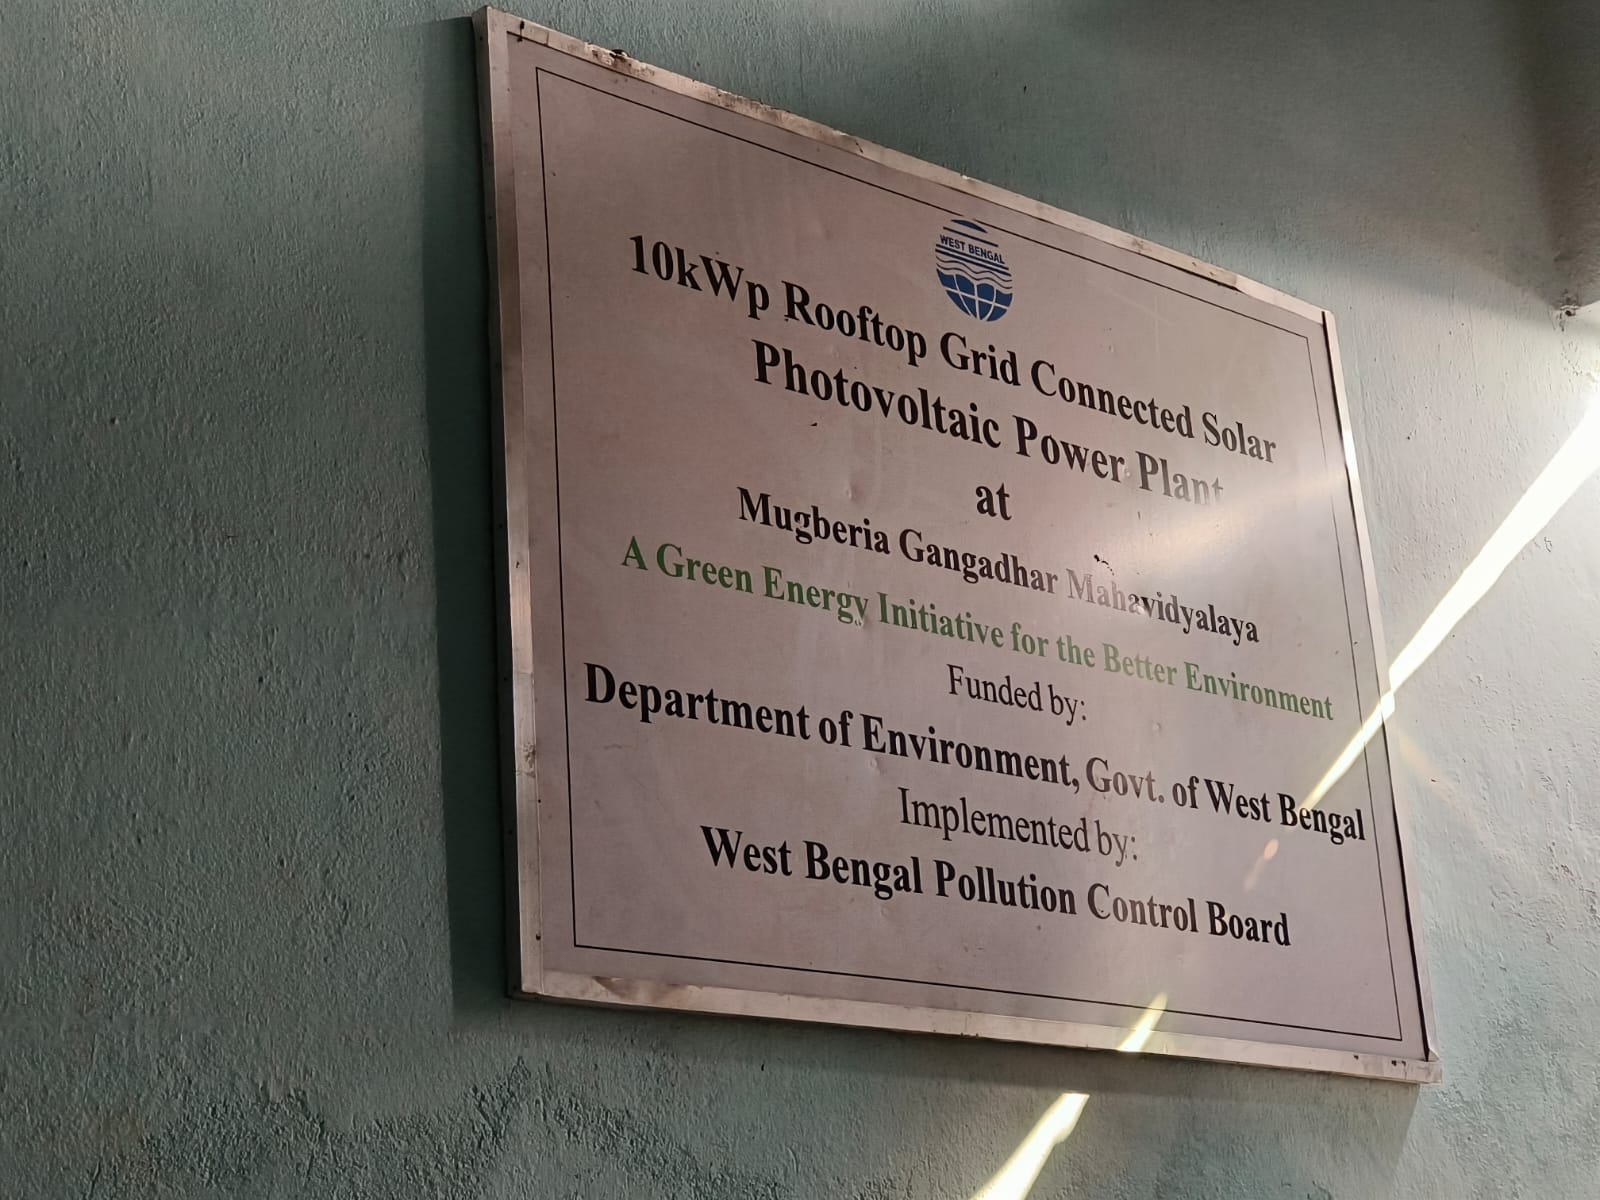 WEST BENGAL
10kWp Rooftop Grid Connected Solar
Photovoltaic Power Plant
at
Mugberia Gangadhar Mahavidyalaya
A Green Energy Initiative for the Better Environment
Funded by:
Department of Environment, Govt. of West Bengal
Implemented by:
West Bengal Pollution Control Board